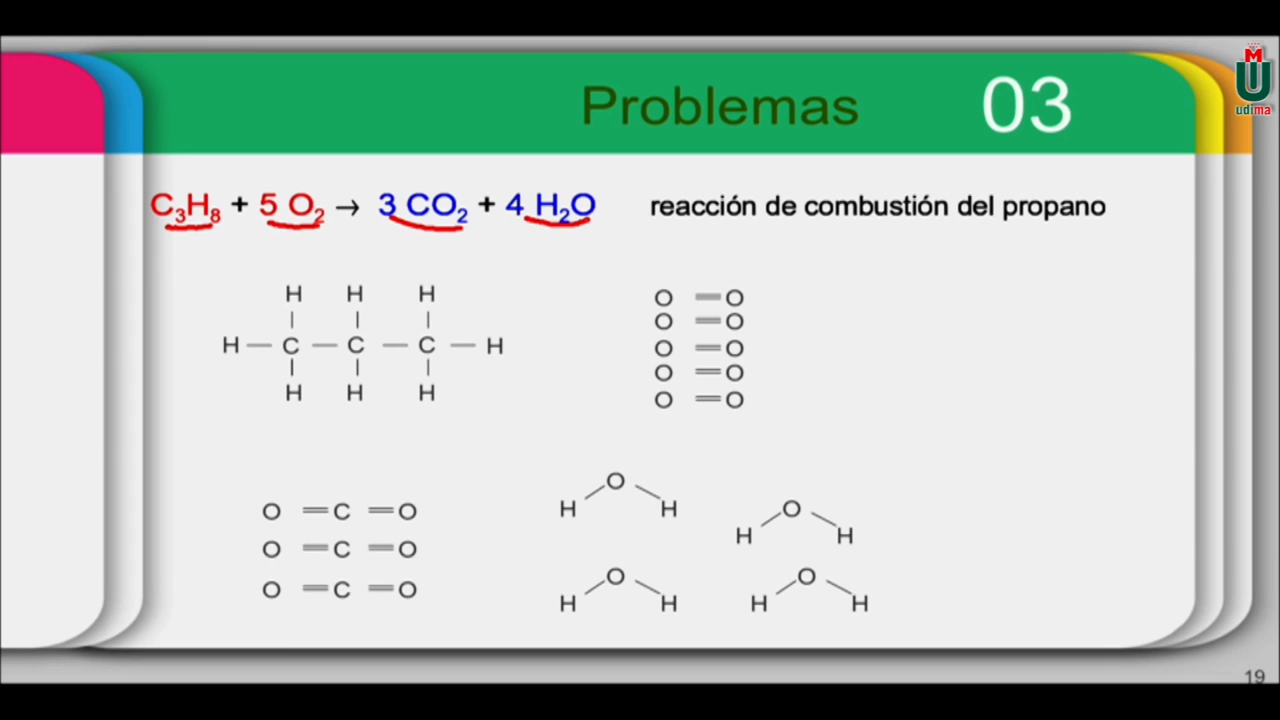 Problemas 03
M
U
udima
C₃H₈ + 5 O₂ → 3 CO₂ + 4 H₂O reacción de combustión del propano
H H H
| | |
H — C — C — C — H
| | |
H H H
O = O
O = O
O = O
O = O
O = O
O = C = O
O = C = O
O = C = O
O
H H
O
H H
O
H H
O
H H
19